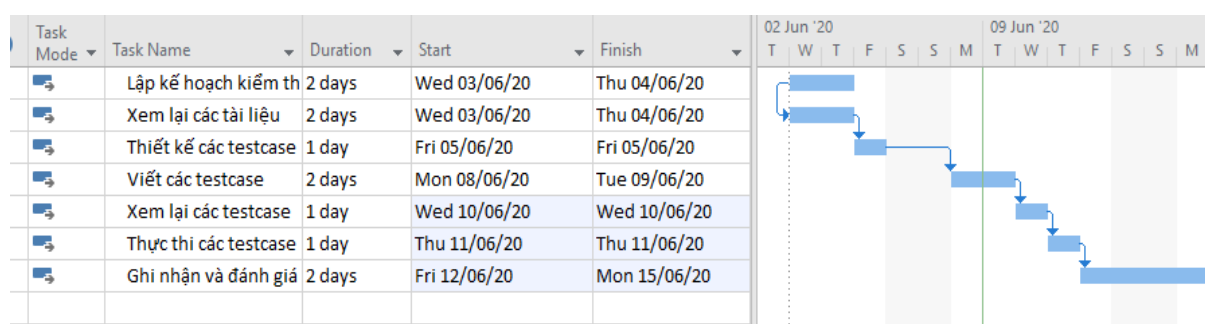 Task Mode Task Name Duration Start Finish 02 Jun '20 09 Jun '20
T W T F S S M T W T F S S M
Lập kế hoạch kiểm th 2 days Wed 03/06/20 Thu 04/06/20
Xem lại các tài liệu 2 days Wed 03/06/20 Thu 04/06/20
Thiết kế các testcase 1 day Fri 05/06/20 Fri 05/06/20
Viết các testcase 2 days Mon 08/06/20 Tue 09/06/20
Xem lại các testcase 1 day Wed 10/06/20 Wed 10/06/20
Thực thi các testcase 1 day Thu 11/06/20 Thu 11/06/20
Ghi nhận và đánh giá 2 days Fri 12/06/20 Mon 15/06/20